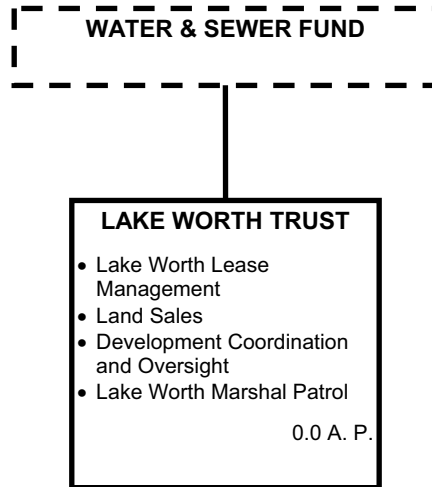 WATER & SEWER FUND
LAKE WORTH TRUST
• Lake Worth Lease
Management
• Land Sales
• Development Coordination
and Oversight
• Lake Worth Marshal Patrol
0.0 A. P.